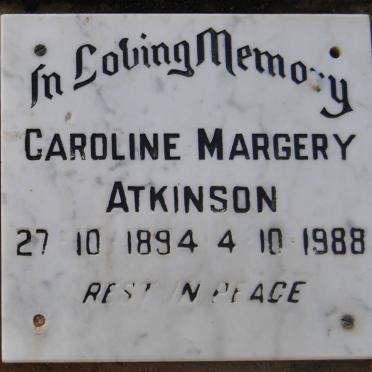 In Loving Memory
CAROLINE MARGERY
ATKINSON
27 10 1894 4 10 1988
REST IN PEACE